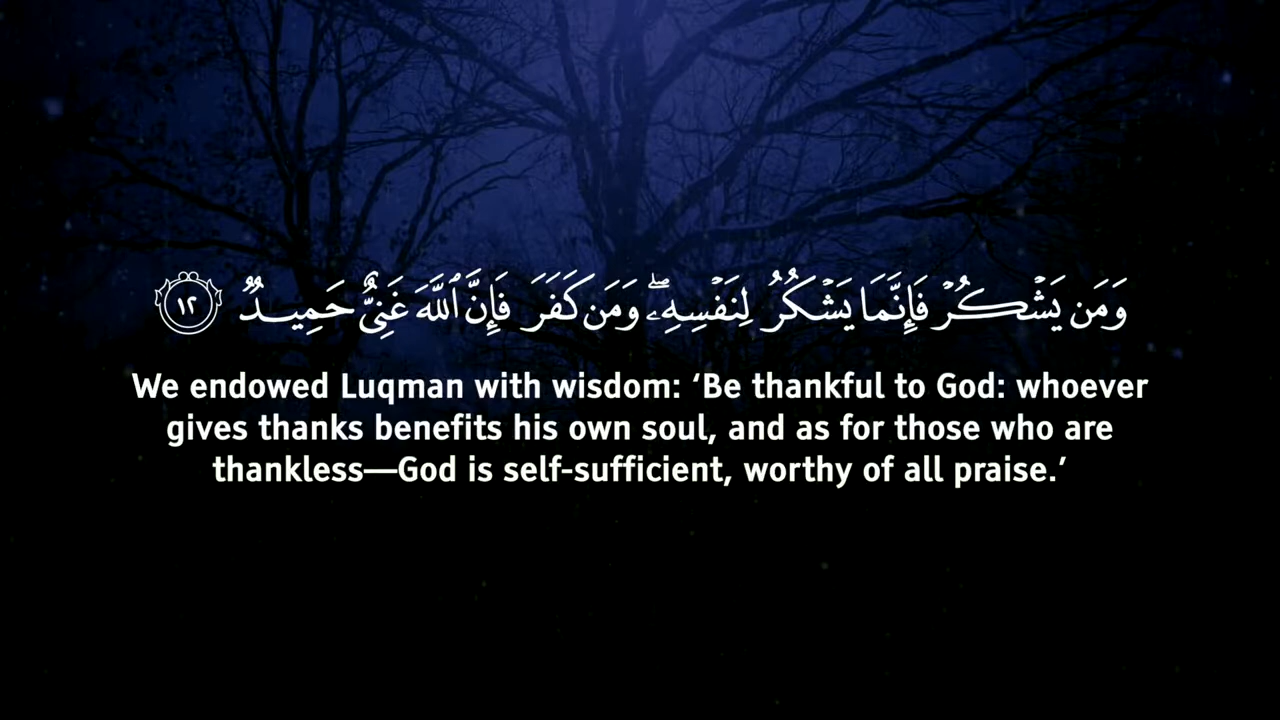 وَمَن يَشْكُرْ فَإِنَّمَا يَشْكُرُ لِنَفْسِهِۦ ۖ وَمَن كَفَرَ فَإِنَّ ٱللَّهَ غَنِىٌّ حَمِيدٌ ١٢
We endowed Luqman with wisdom: ‘Be thankful to God: whoever
gives thanks benefits his own soul, and as for those who are
thankless—God is self-sufficient, worthy of all praise.’